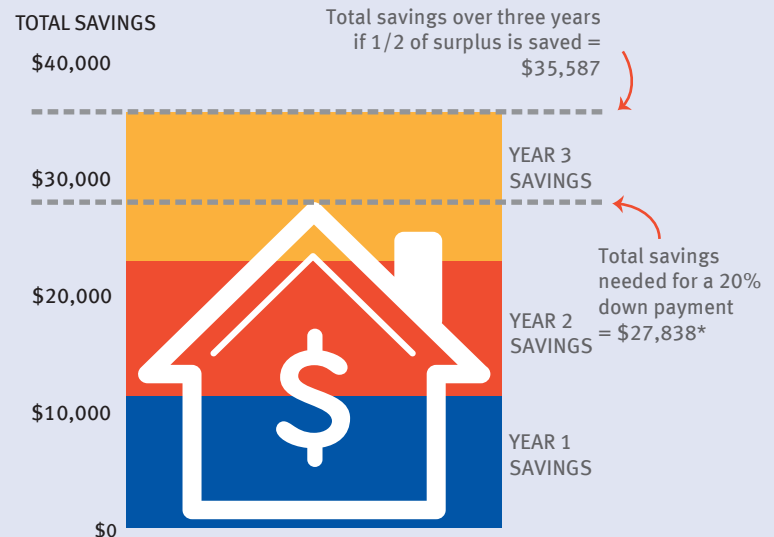 TOTAL SAVINGS
Total savings over three years
if 1/2 of surplus is saved =
$35,587
$40,000
$30,000
$20,000
$10,000
$0
YEAR 3
SAVINGS
Total savings
needed for a 20%
down payment
= $27,838*
YEAR 2
SAVINGS
YEAR 1
SAVINGS
$